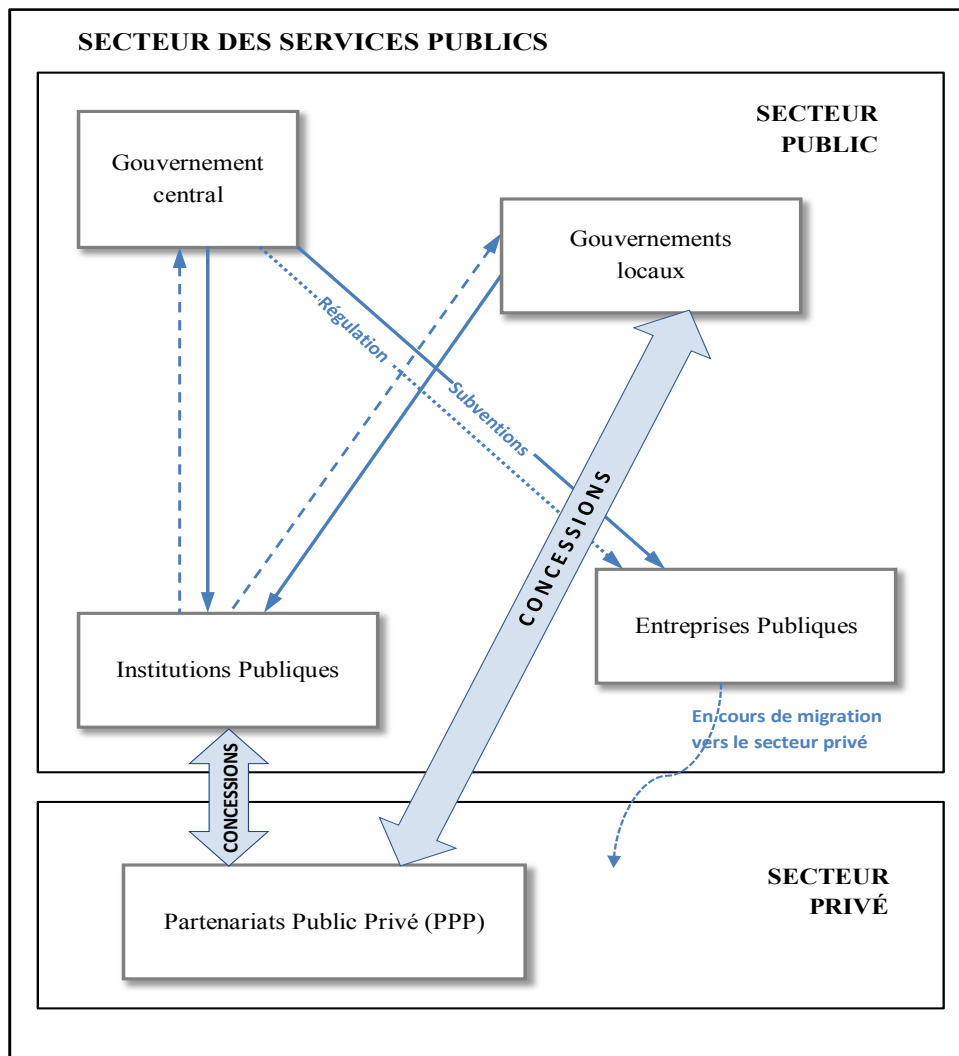 SECTEUR DES SERVICES PUBLICS
SECTEUR
PUBLIC
Gouvernement
central
Gouvernements
locaux
Régulation
Subventions
CONCESSIONS
Entreprises Publiques
Institutions Publiques
En cours de migration
vers le secteur privé
CONCESSIONS
SECTEUR
PRIVÉ
Partenariats Public Privé (PPP)